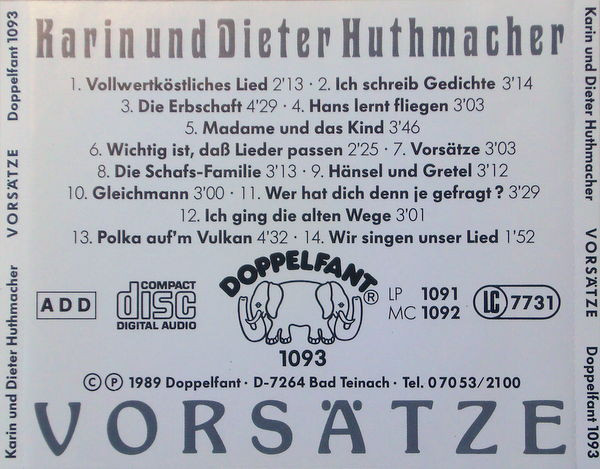 Karin und Dieter Huthmacher
1. Vollwertköstliches Lied 2'13 · 2. Ich schreib Gedichte 3'14
3. Die Erbschaft 4'29 · 4. Hans lernt fliegen 3'03
5. Madame und das Kind 3'46
6. Wichtig ist, daß Lieder passen 2'25 · 7. Vorsätze 3'03
8. Die Schafs-Familie 3'13 · 9. Hänsel und Gretel 3'12
10. Gleichmann 3'00 · 11. Wer hat dich denn je gefragt? 3'29
12. Ich ging die alten Wege 3'01
13. Polka auf'm Vulkan 4'32 · 14. Wir singen unser Lied 1'52
ADD
COMPACT
disc
DIGITAL AUDIO
DOPPELFANT ®
1093
LP 1091
MC 1092
LC 7731
© ℗ 1989 Doppelfant · D-7264 Bad Teinach · Tel. 07053/2100
VORSÄTZE
Karin und Dieter Huthmacher VORSÄTZE Doppelfant 1093
Karin und Dieter Huthmacher VORSÄTZE Doppelfant 1093